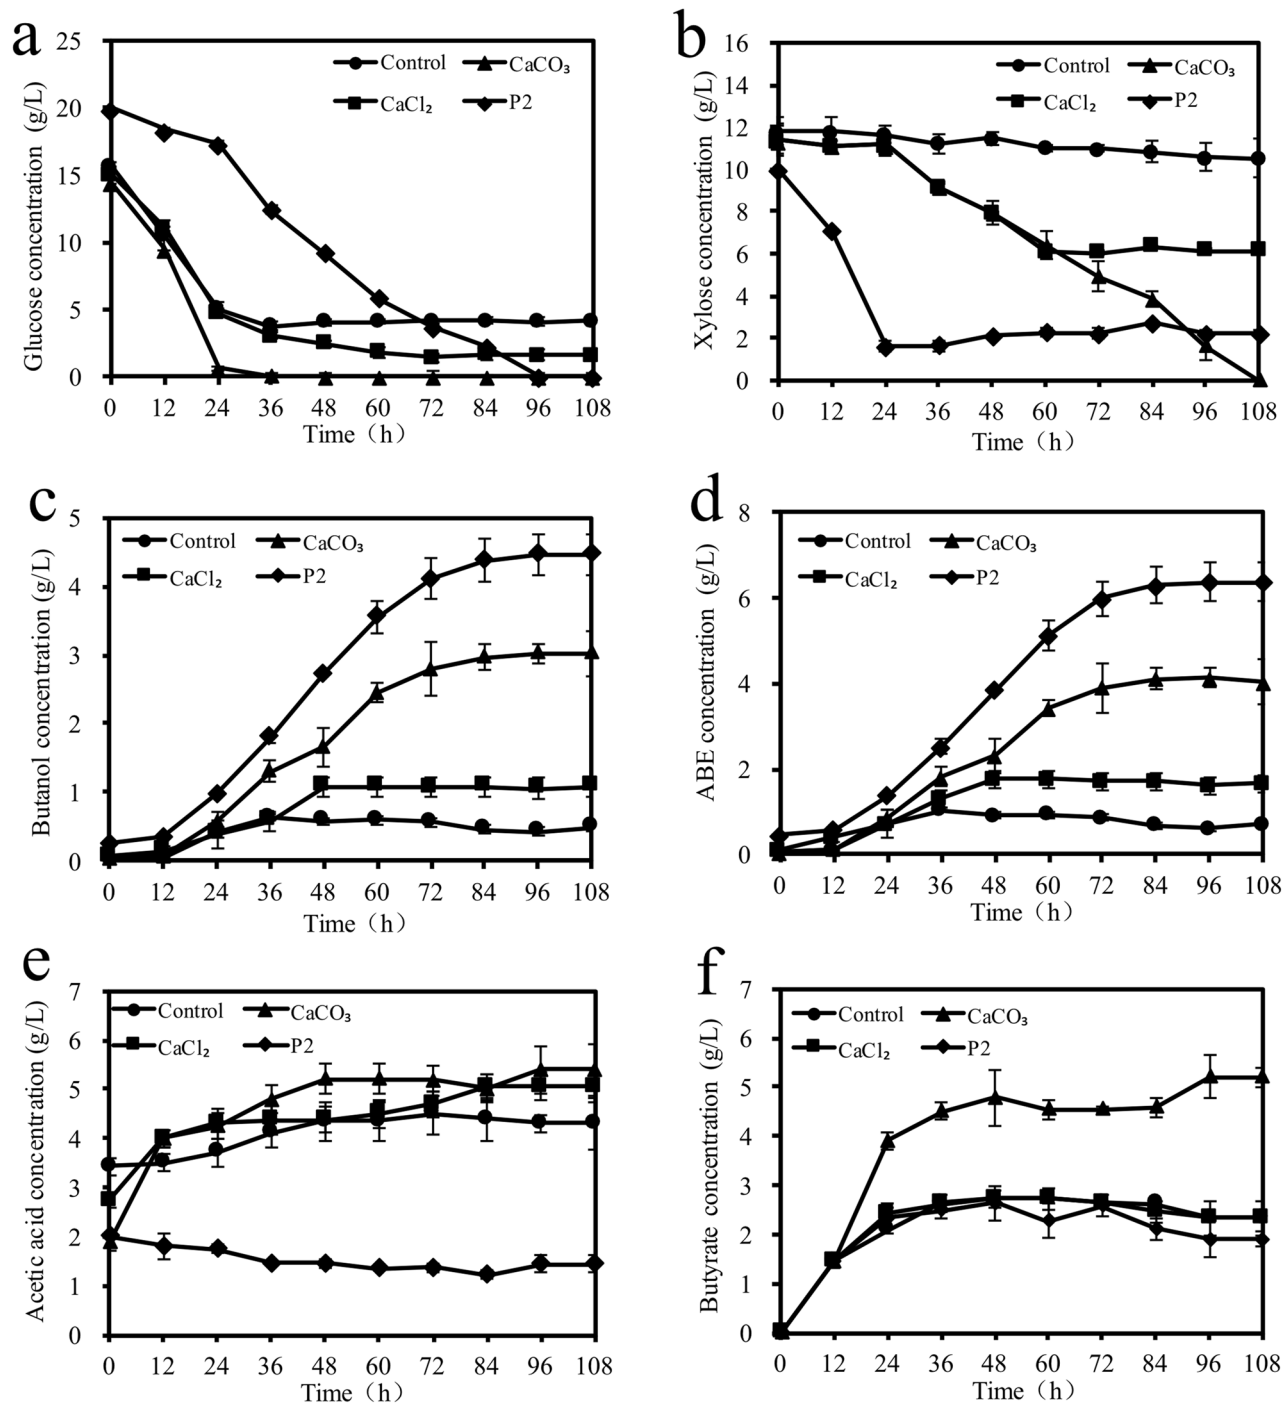 a
Glucose concentration (g/L)
25
20
15
10
5
0
Control CaCO₃
CaCl₂ P2
0 12 24 36 48 60 72 84 96 108
Time (h)
b
Xylose concentration (g/L)
16
14
12
10
8
6
4
2
0
Control CaCO₃
CaCl₂ P2
0 12 24 36 48 60 72 84 96 108
Time (h)
c
Butanol concentration (g/L)
5
4
3
2
1
0
Control CaCO₃
CaCl₂ P2
0 12 24 36 48 60 72 84 96 108
Time (h)
d
ABE concentration (g/L)
8
6
4
2
0
Control CaCO₃
CaCl₂ P2
0 12 24 36 48 60 72 84 96 108
Time (h)
e
Acetic acid concentration (g/L)
7
6
5
4
3
2
1
0
Control CaCO₃
CaCl₂ P2
0 12 24 36 48 60 72 84 96 108
Time (h)
f
Butyrate concentration (g/L)
7
6
5
4
3
2
1
0
Control CaCO₃
CaCl₂ P2
0 12 24 36 48 60 72 84 96 108
Time (h)